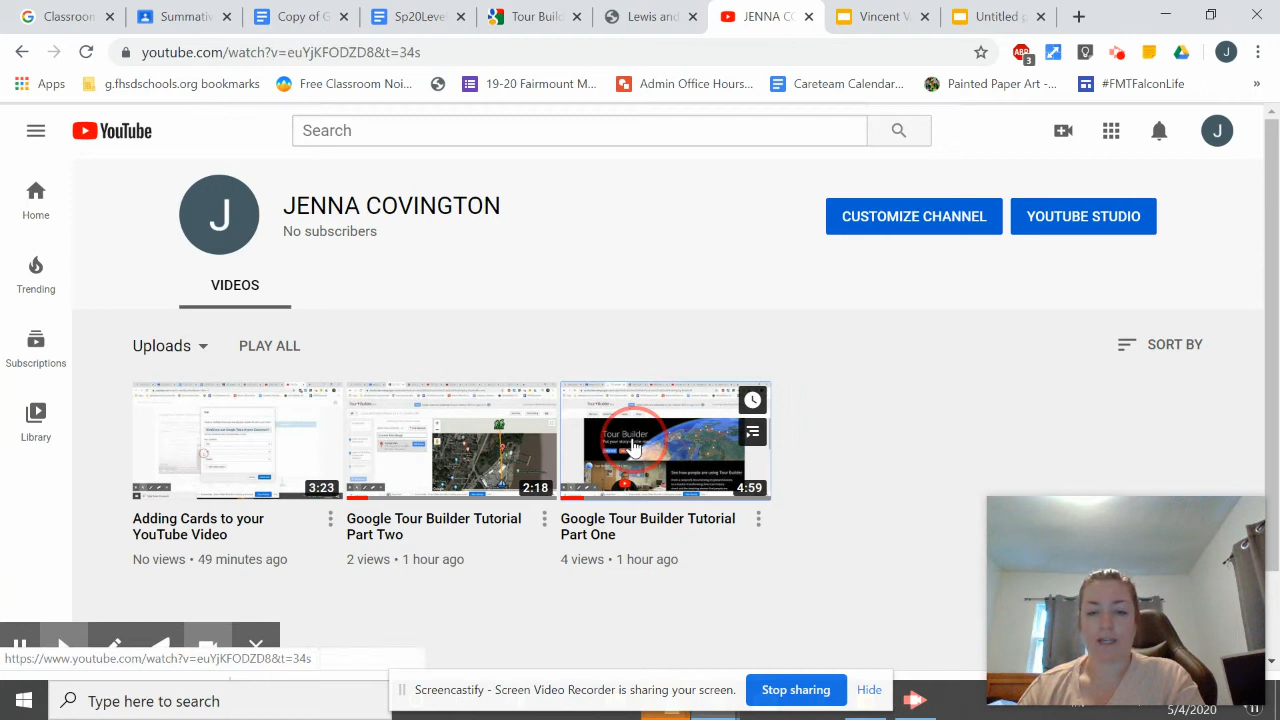 Classroom
Summativ
Copy of G
Sp20Leve
Tour Buil
Lewis and
JENNA CO
Vincent V
Untitled p
youtube.com/watch?v=euYjKFODZD8&t=34s
ABP
3
J
Apps
g.fhsdschools.org bookmarks
Free Classroom Noi...
19-20 Fairmount M...
Admin Office Hours...
Careteam Calendar...
Painted Paper Art -...
#FMTFalconLife
»
YouTube
Search
J
Home
Trending
Subscriptions
Library
J
JENNA COVINGTON
No subscribers
CUSTOMIZE CHANNEL
YOUTUBE STUDIO
VIDEOS
Uploads
PLAY ALL
SORT BY
3:23
2:18
Tour Builder
4:59
Adding Cards to your
YouTube Video
No views • 49 minutes ago
Google Tour Builder Tutorial
Part Two
2 views • 1 hour ago
Google Tour Builder Tutorial
Part One
4 views • 1 hour ago
https://www.youtube.com/watch?v=euYjKFODZD8&t=34s
Screencastify - Screen Video Recorder is sharing your screen.
Stop sharing
Hide
Type here to search
5/4/2020